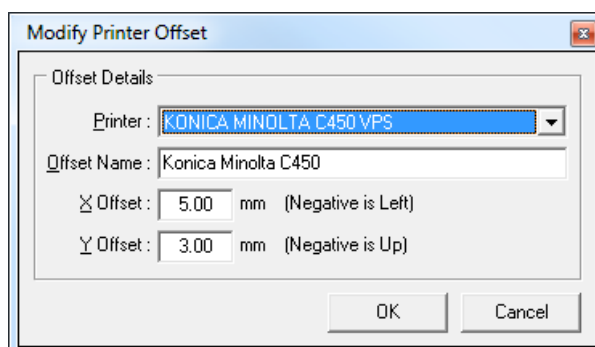 Modify Printer Offset
Offset Details
Printer : KONICA MINOLTA C450 VPS
Offset Name : Konica Minolta C450
X Offset : 5.00 mm (Negative is Left)
Y Offset : 3.00 mm (Negative is Up)
OK Cancel